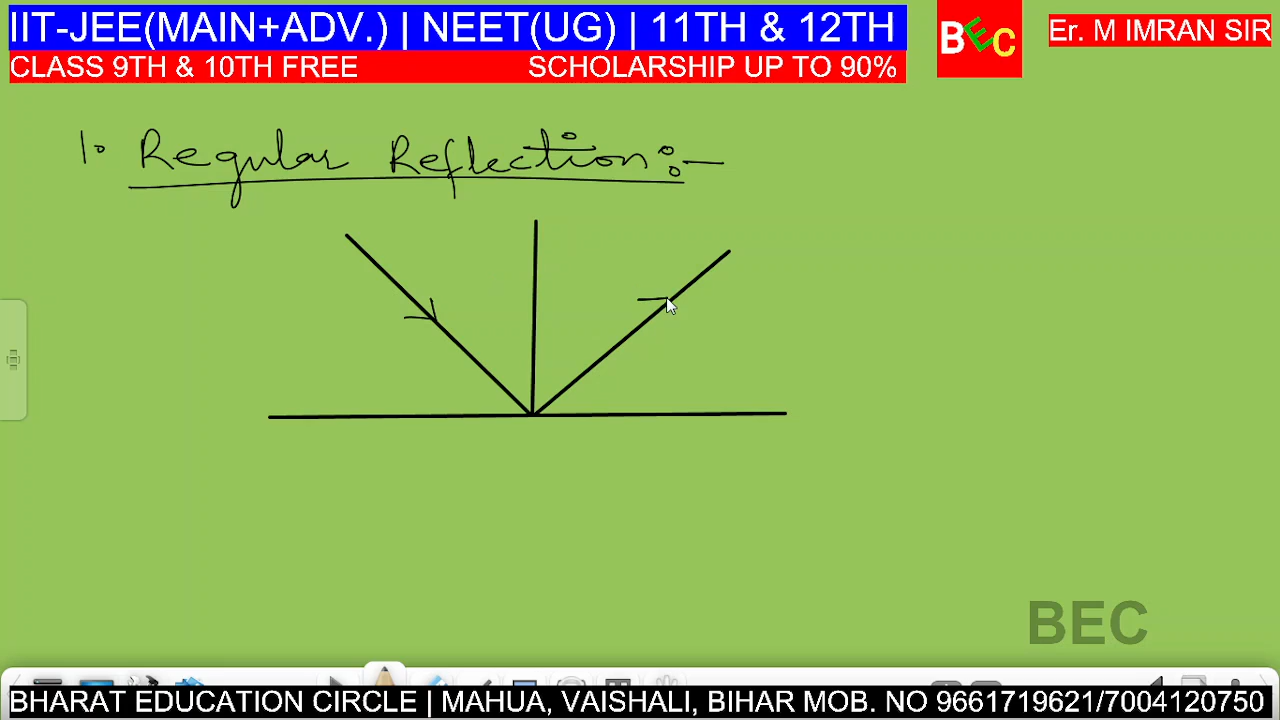 IIT-JEE(MAIN+ADV.) | NEET(UG) | 11TH & 12TH
CLASS 9TH & 10TH FREE SCHOLARSHIP UP TO 90%
BEC
Er. M IMRAN SIR
1. Regular Reflection:-
BEC
BHARAT EDUCATION CIRCLE | MAHUA, VAISHALI, BIHAR MOB. NO 9661719621/7004120750